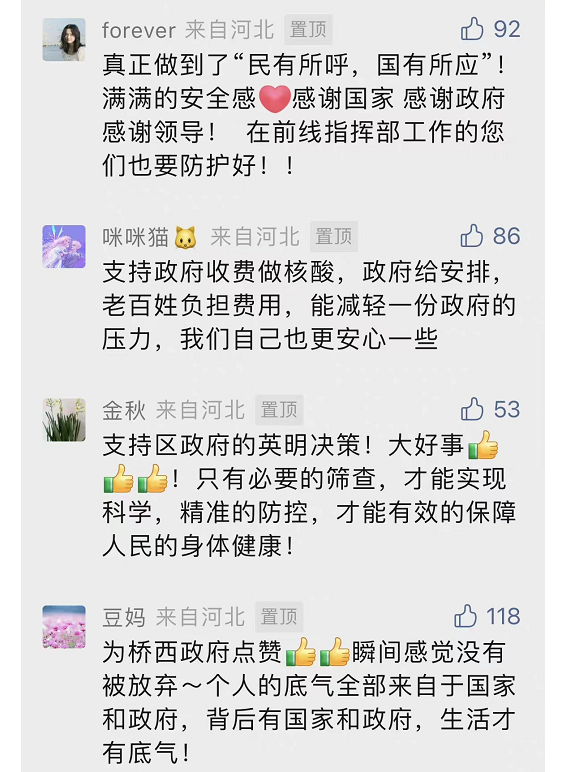 forever 来自河北 置顶 92
真正做到了“民有所呼，国有所应”！
满满的安全感❤感谢国家 感谢政府
感谢领导！ 在前线指挥部工作的您
们也要防护好！！
咪咪猫🐱 来自河北 置顶 86
支持政府收费做核酸，政府给安排，
老百姓负担费用，能减轻一份政府的
压力，我们自己也更安心一些
金秋 来自河北 置顶 53
支持区政府的英明决策！大好事👍
👍👍！只有必要的筛查，才能实现
科学，精准的防控，才能有效的保障
人民的身体健康！
豆妈 来自河北 置顶 118
为桥西政府点赞👍👍瞬间感觉没有
被放弃～个人的底气全部来自于国家
和政府，背后有国家和政府，生活才
有底气！